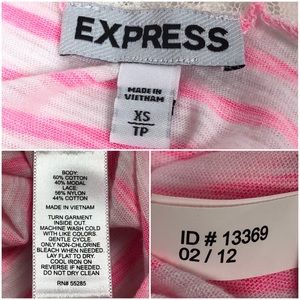 EXPRESS
MADE IN
VIETNAM
XS
TP
BODY:
60% COTTON
40% MODAL
LACE:
56% NYLON
44% COTTON
MADE IN VIETNAM
TURN GARMENT
INSIDE OUT.
MACHINE WASH COLD
WITH LIKE COLORS.
GENTLE CYCLE.
ONLY NON-CHLORINE
BLEACH WHEN NEEDED.
LAY FLAT TO DRY.
COOL IRON ON
REVERSE IF NEEDED.
DO NOT DRY CLEAN
RN# 55285
ID # 13369
02 / 12